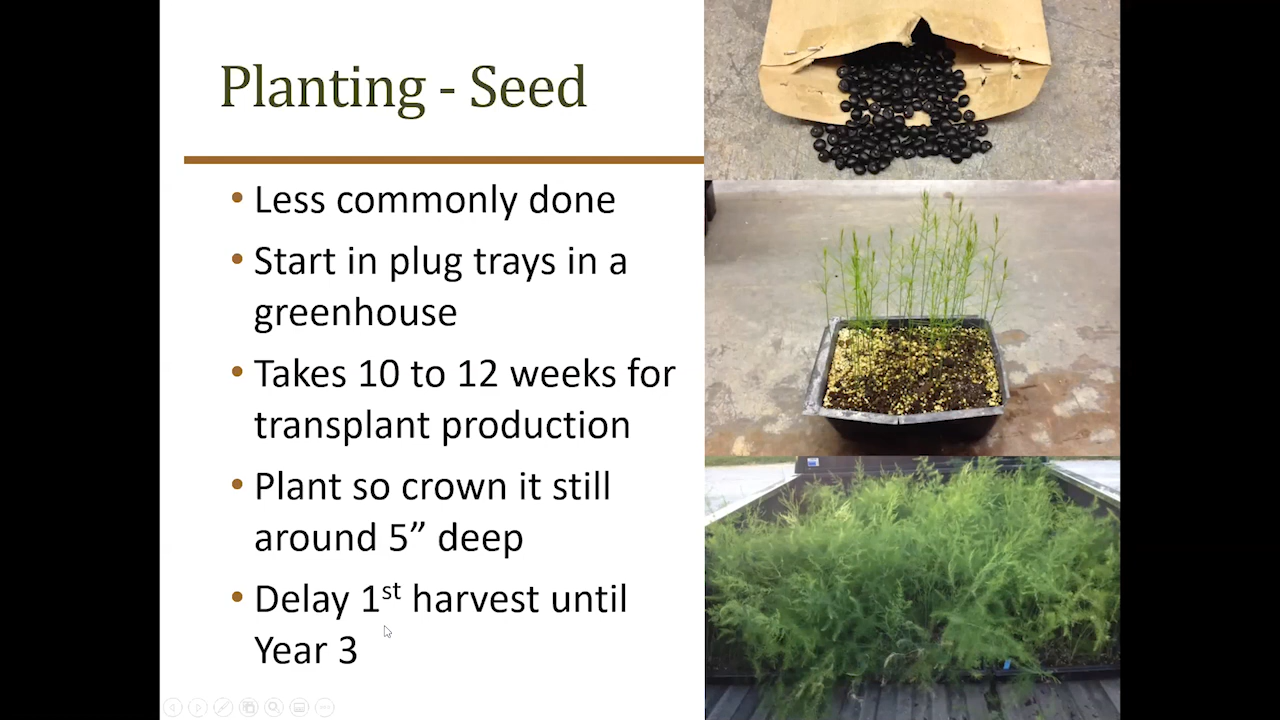 Planting - Seed
• Less commonly done
• Start in plug trays in a
greenhouse
• Takes 10 to 12 weeks for
transplant production
• Plant so crown it still
around 5” deep
• Delay 1st harvest until
Year 3